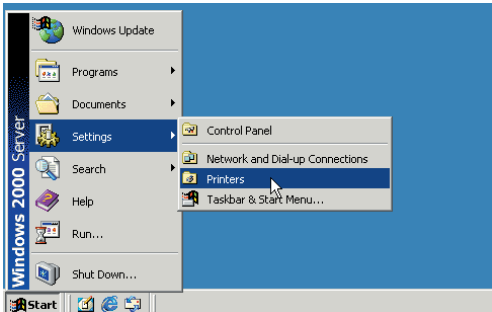 Windows Update
Programs
Documents
Settings
Search
Help
Run...
Shut Down...
Control Panel
Network and Dial-up Connections
Printers
Taskbar & Start Menu...
Windows 2000 Server
Start